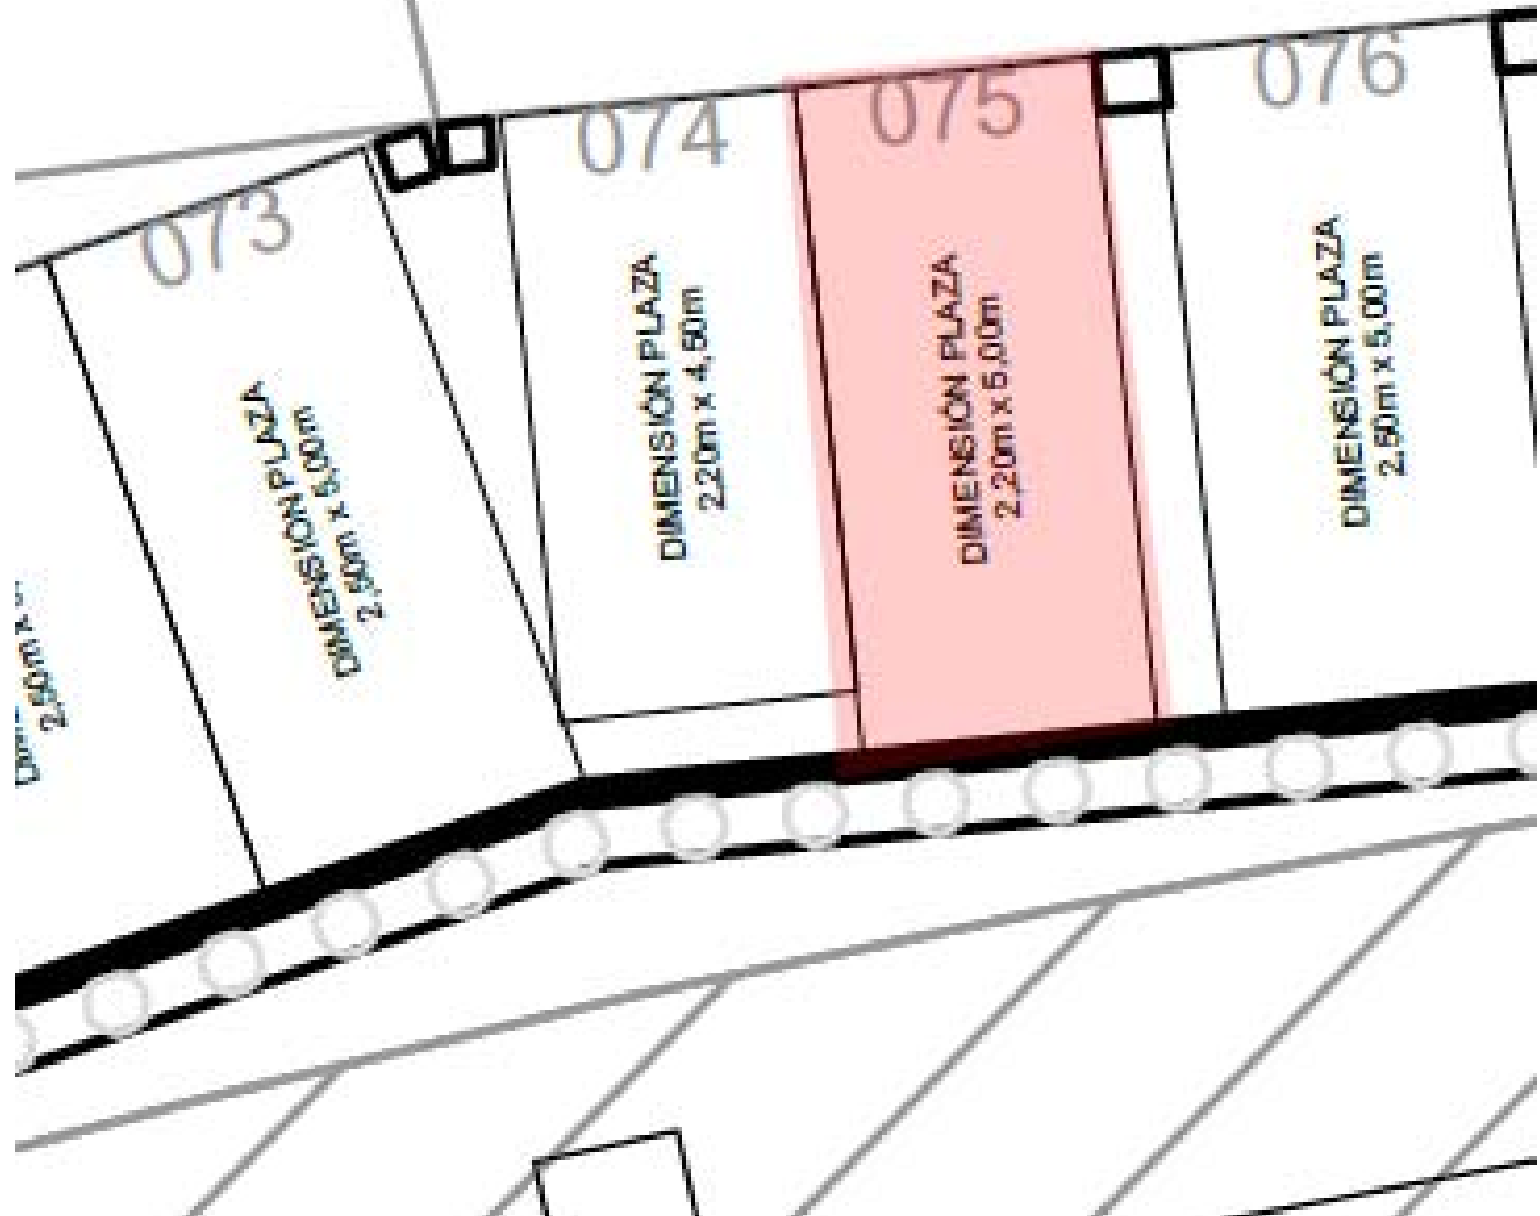 073
DIMENSIÓN PLAZA
2,50m x 5,00m
074
DIMENSIÓN PLAZA
2,20m x 4,50m
075
DIMENSIÓN PLAZA
2,20m x 5,00m
076
DIMENSIÓN PLAZA
2,50m x 5,00m
2,50m x